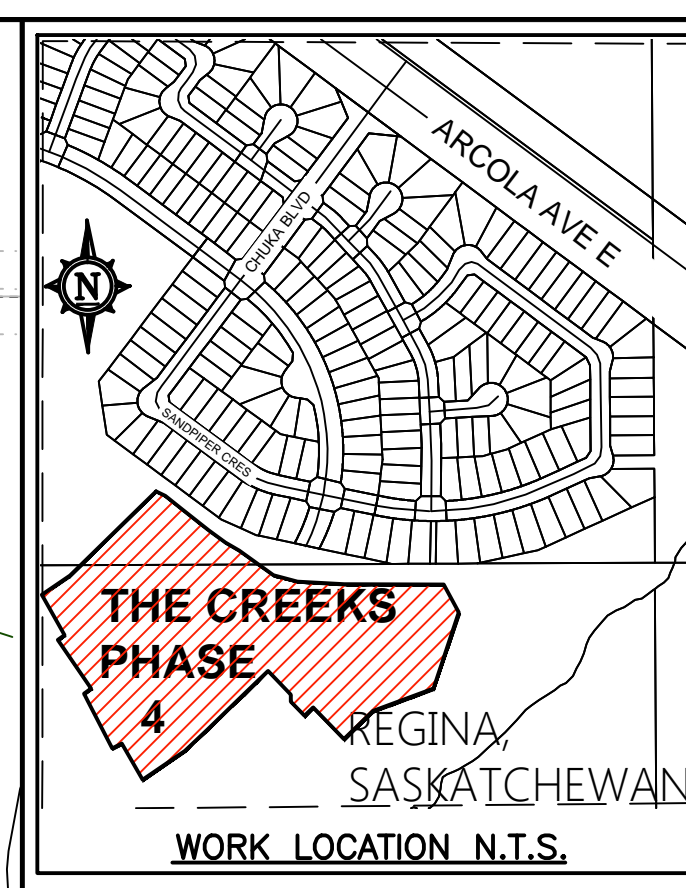 ARCOLA AVE E
CHUKA BLVD
N
SANDPIPER CRES
THE CREEKS
PHASE
4
REGINA,
SASKATCHEWAN
WORK LOCATION N.T.S.